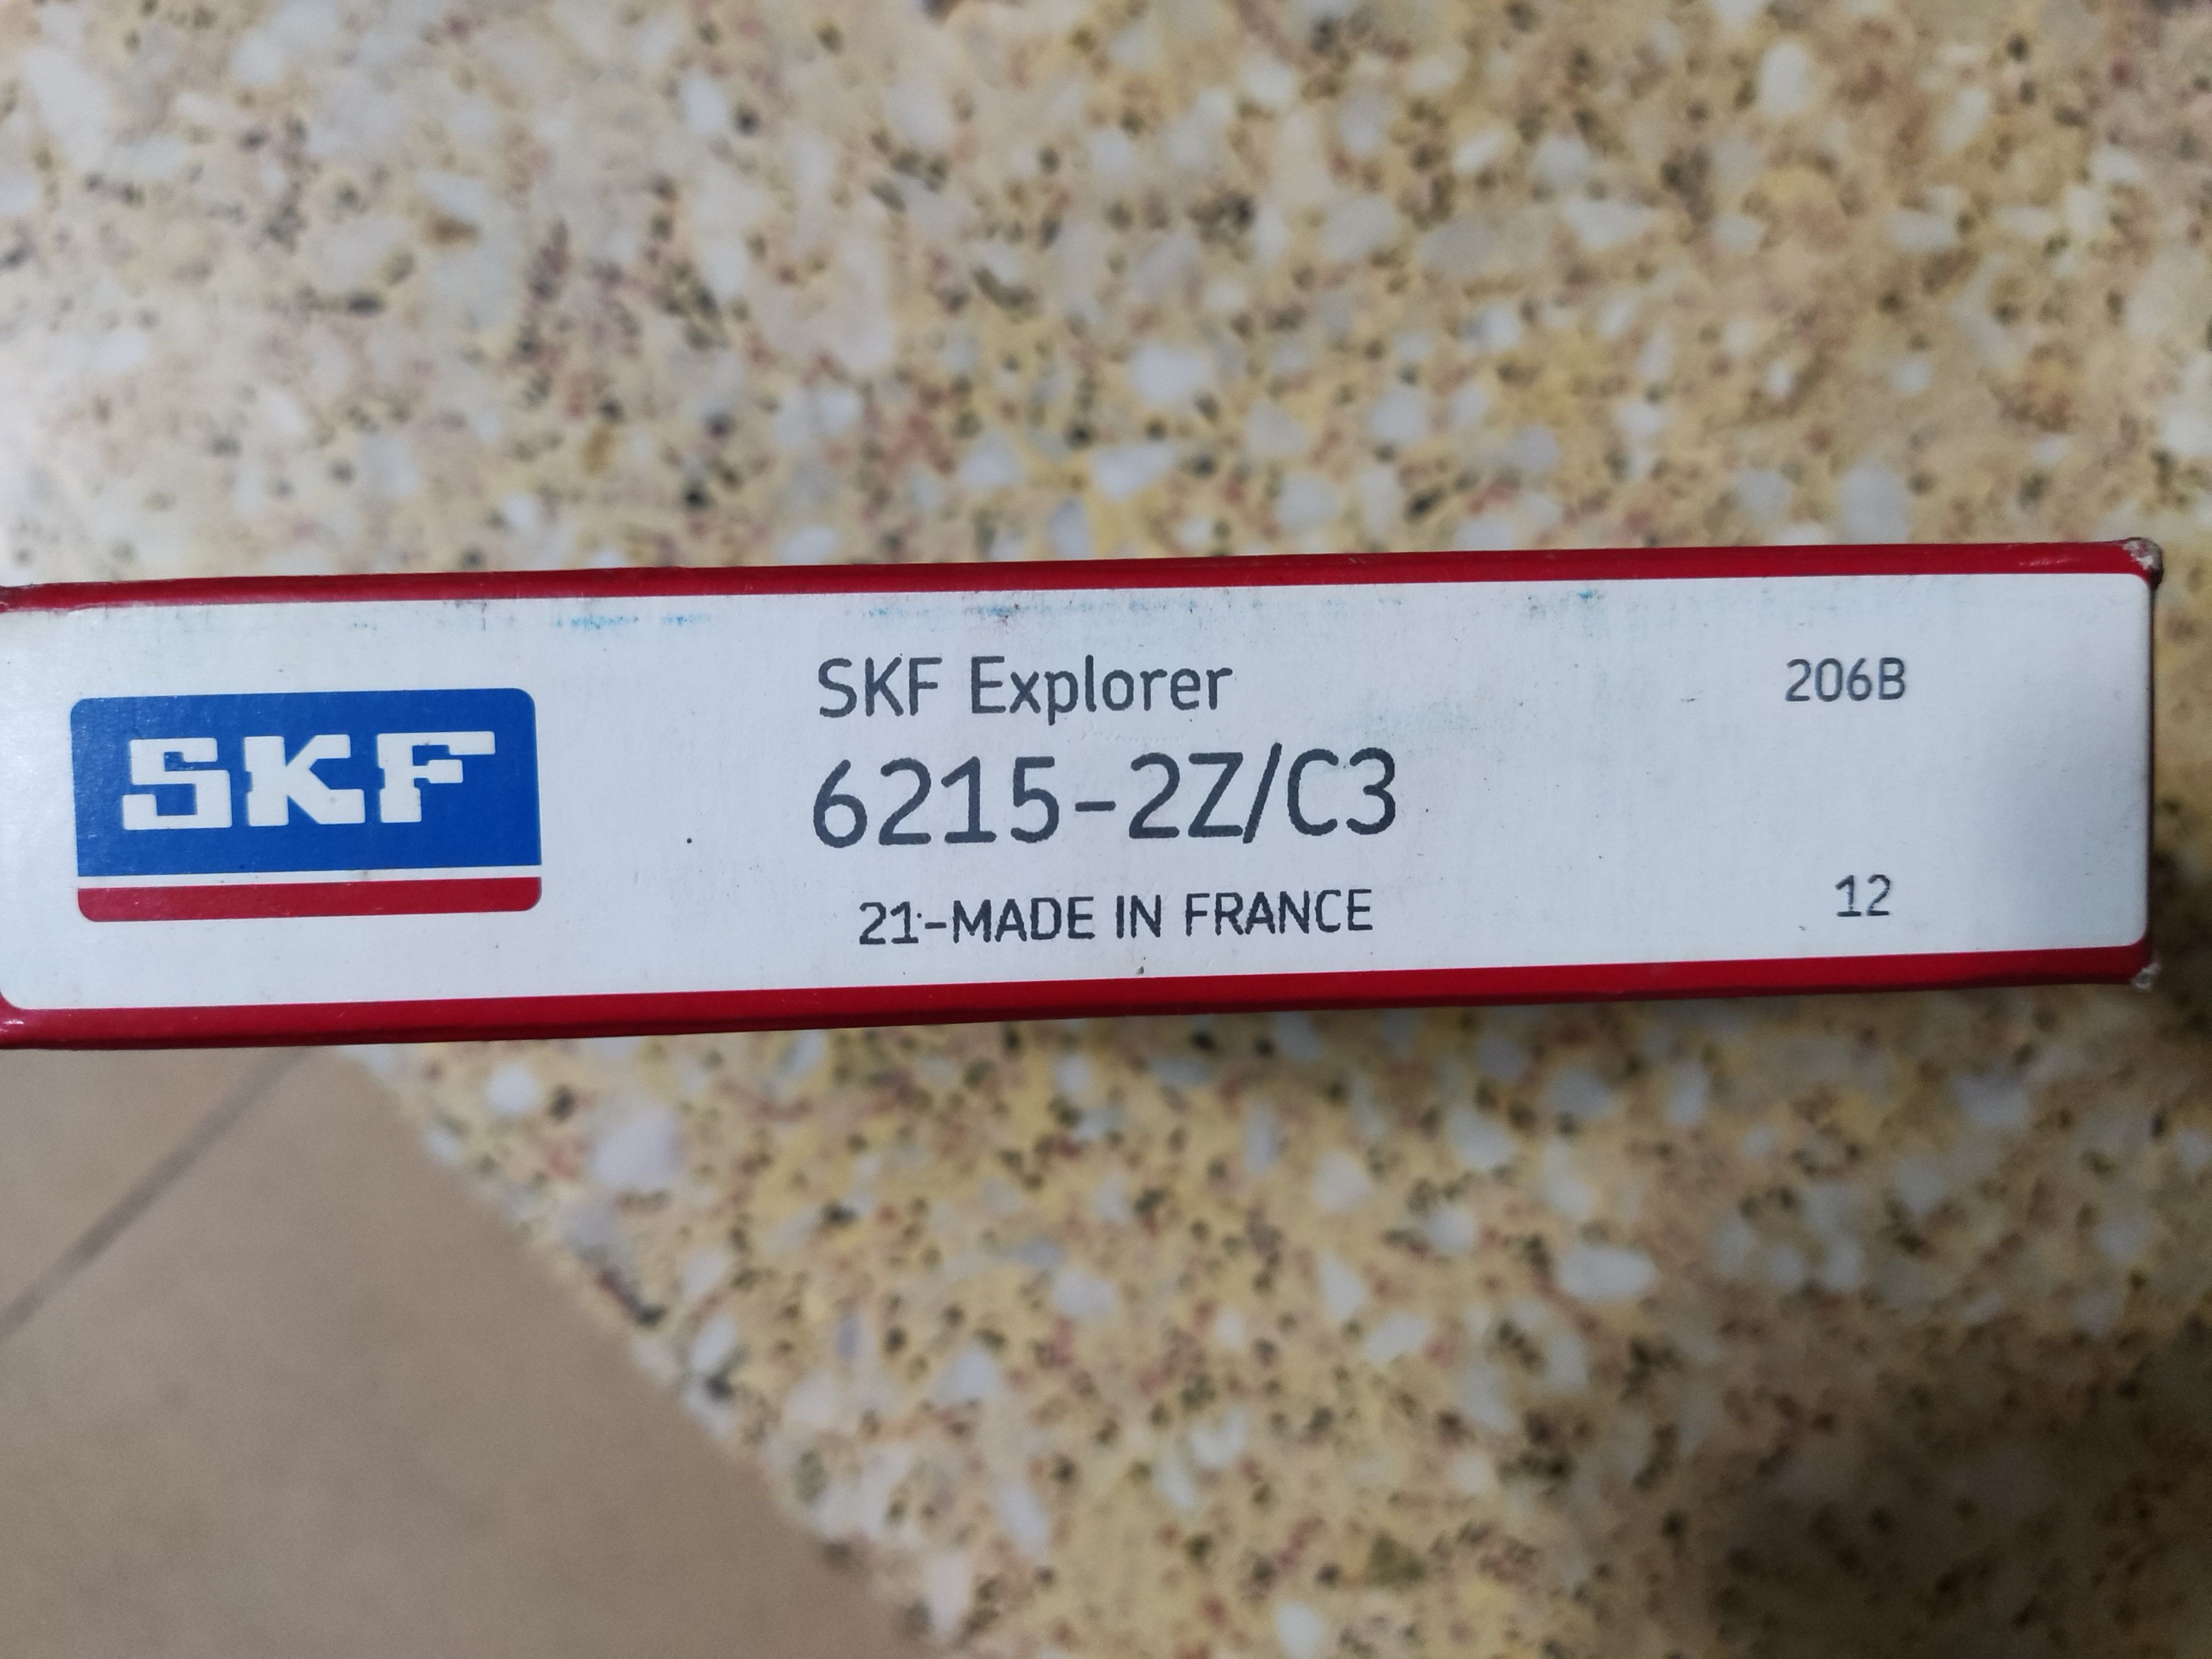 SKF
SKF Explorer
206B
6215-2Z/C3
21-MADE IN FRANCE
12